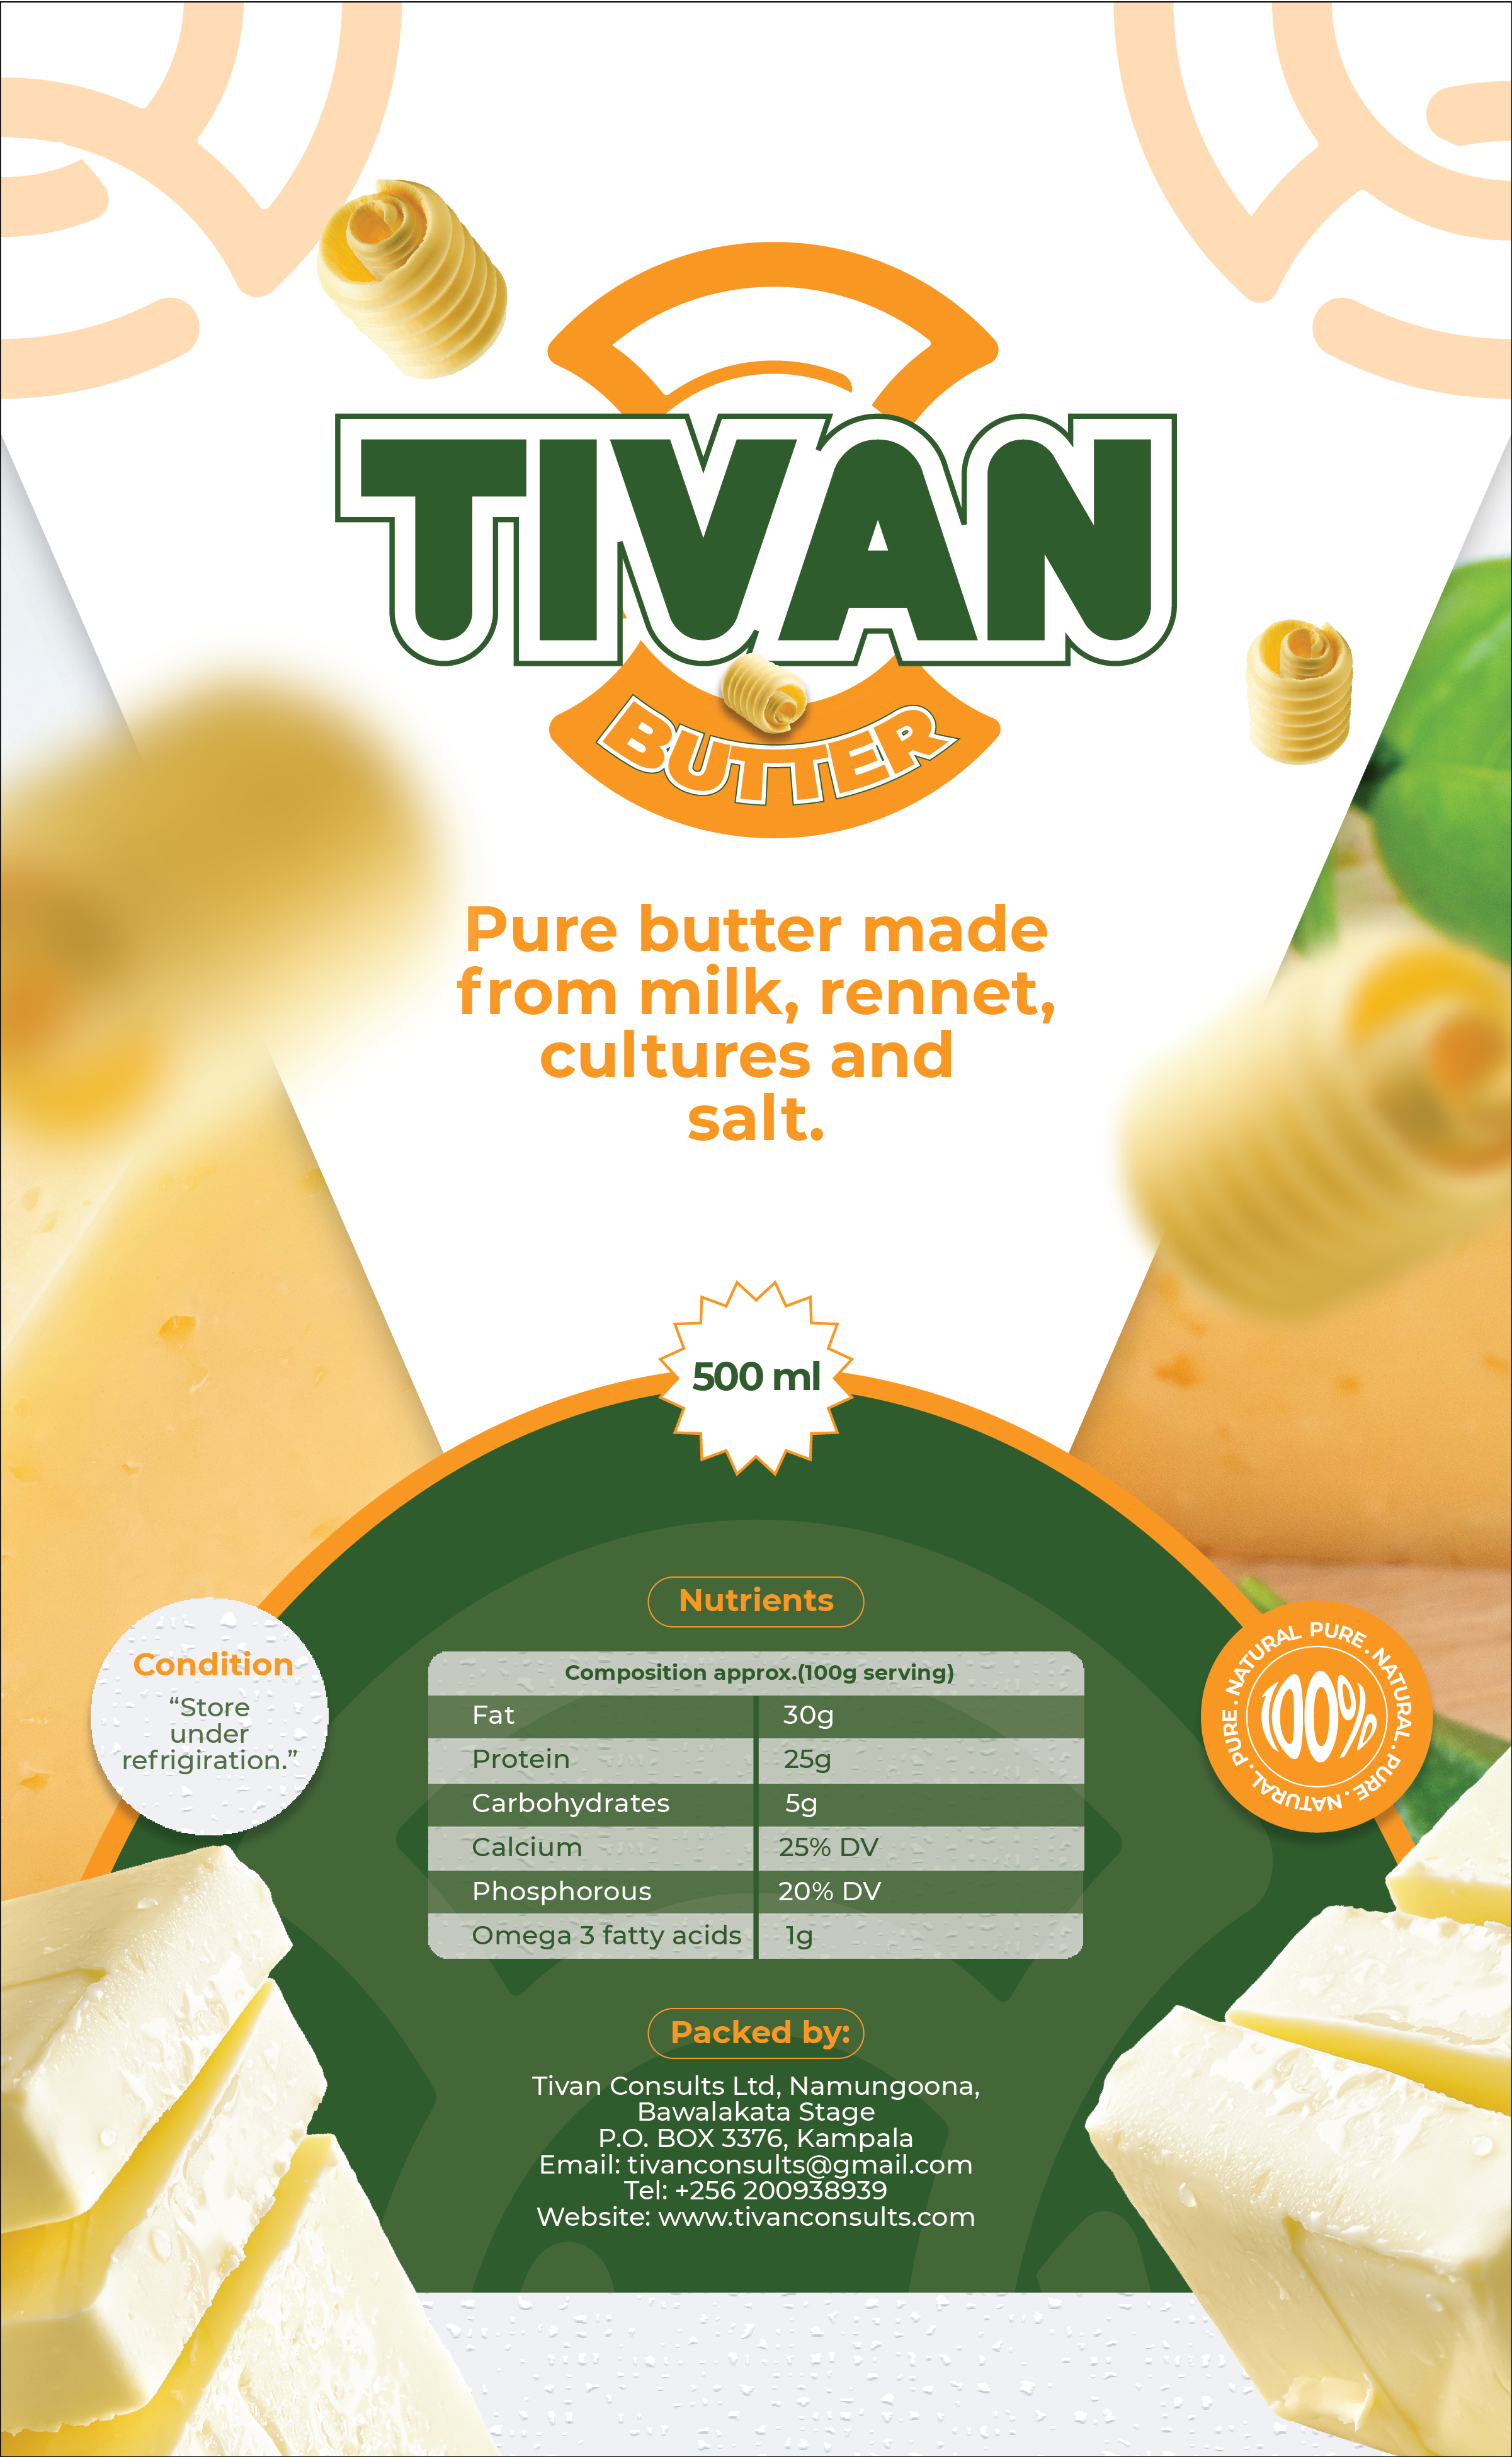 TIVAN
BUTTER
Pure butter made
from milk, rennet,
cultures and
salt.
500 ml
Nutrients
Composition approx.(100g serving)
Fat 30g
Protein 25g
Carbohydrates 5g
Calcium 25% DV
Phosphorous 20% DV
Omega 3 fatty acids 1g
Condition
“Store
under
refrigiration.”
PURE . NATURAL . PURE . NATURAL . PURE . NATURAL
100%
Packed by:
Tivan Consults Ltd, Namungoona,
Bawalakata Stage
P.O. BOX 3376, Kampala
Email: tivanconsults@gmail.com
Tel: +256 200938939
Website: www.tivanconsults.com